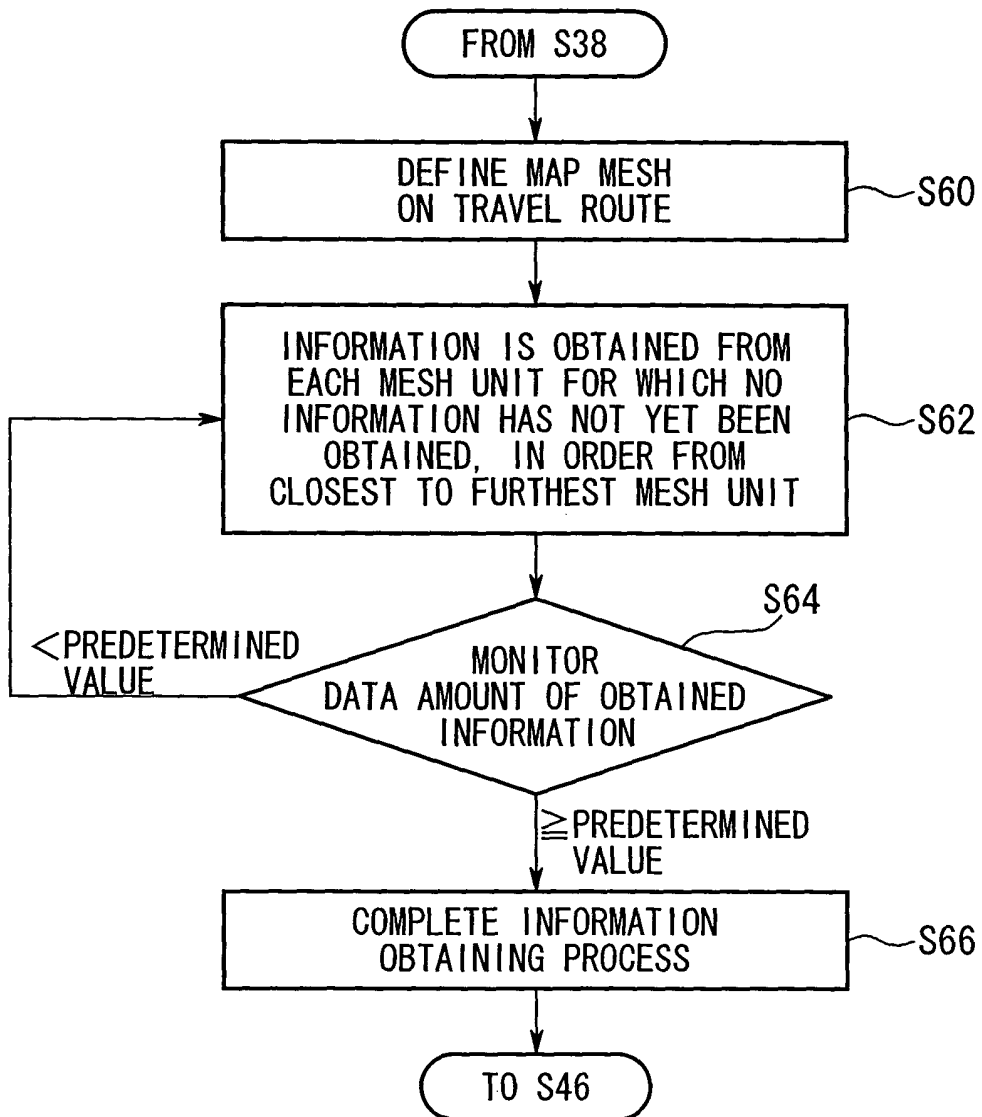 FROM S38
DEFINE MAP MESH
ON TRAVEL ROUTE
S60
INFORMATION IS OBTAINED FROM
EACH MESH UNIT FOR WHICH NO
INFORMATION HAS NOT YET BEEN
OBTAINED, IN ORDER FROM
CLOSEST TO FURTHEST MESH UNIT
S62
S64
<PREDETERMINED
VALUE
MONITOR
DATA AMOUNT OF OBTAINED
INFORMATION
≧PREDETERMINED
VALUE
COMPLETE INFORMATION
OBTAINING PROCESS
S66
TO S46